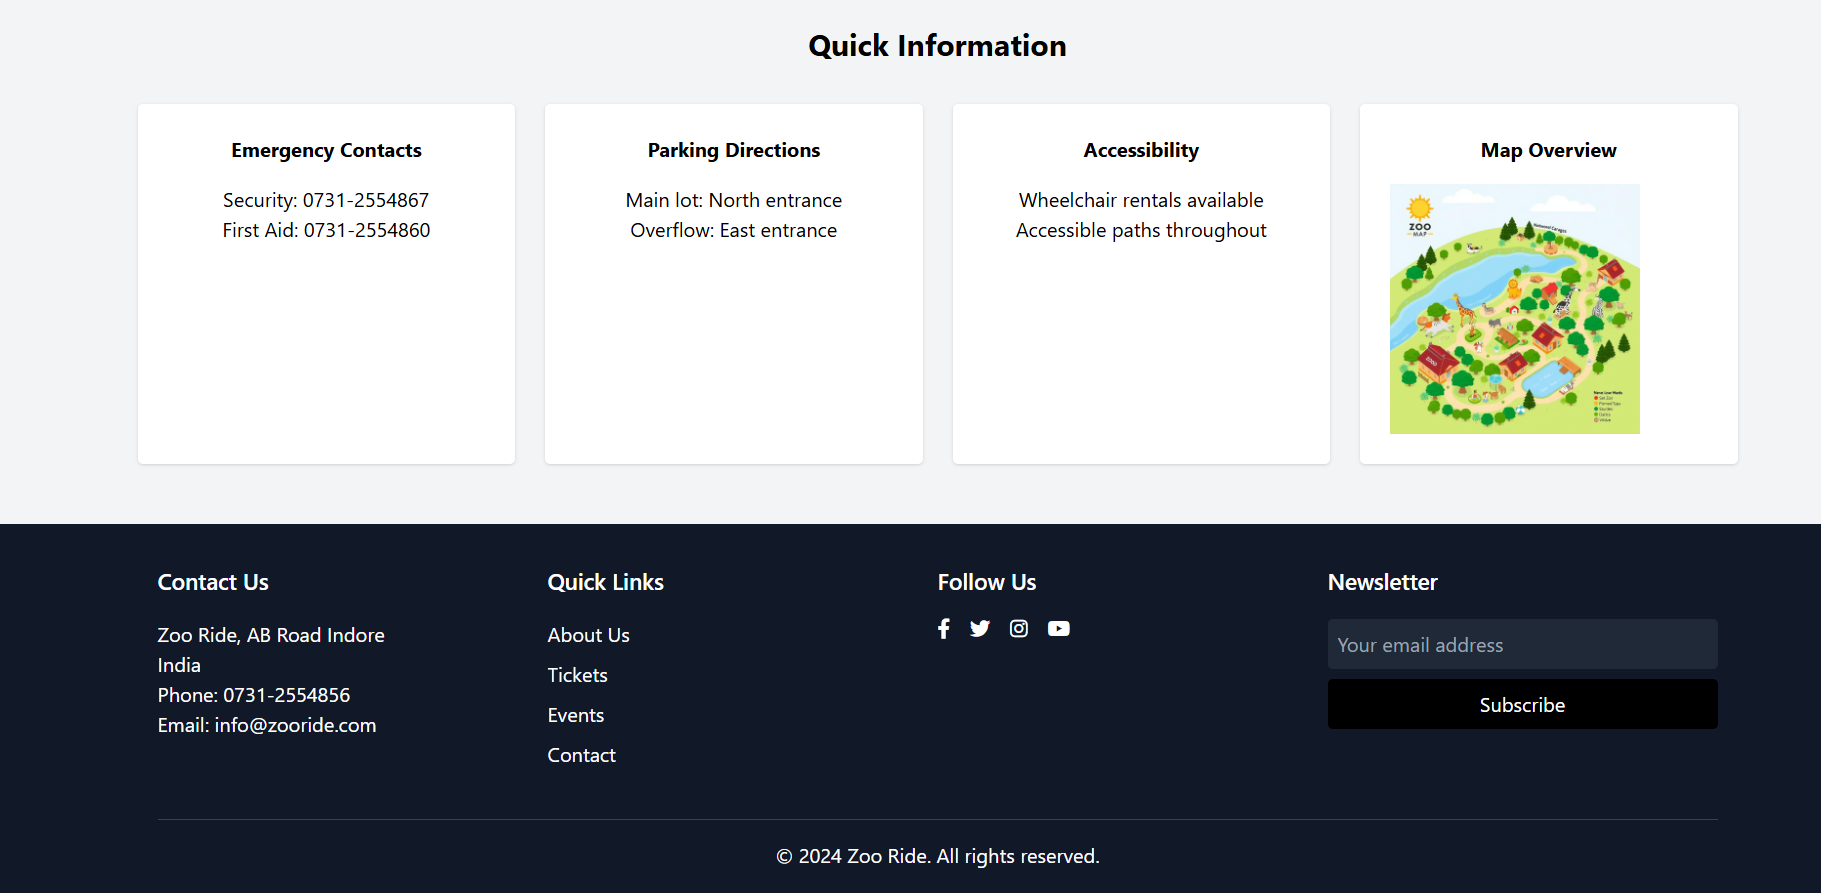 Quick Information
Emergency Contacts
Security: 0731-2554867
First Aid: 0731-2554860
Parking Directions
Main lot: North entrance
Overflow: East entrance
Accessibility
Wheelchair rentals available
Accessible paths throughout
Map Overview
ZOO
MAP
Contact Us
Zoo Ride, AB Road Indore
India
Phone: 0731-2554856
Email: info@zooride.com
Quick Links
About Us
Tickets
Events
Contact
Follow Us
Newsletter
Your email address
Subscribe
© 2024 Zoo Ride. All rights reserved.